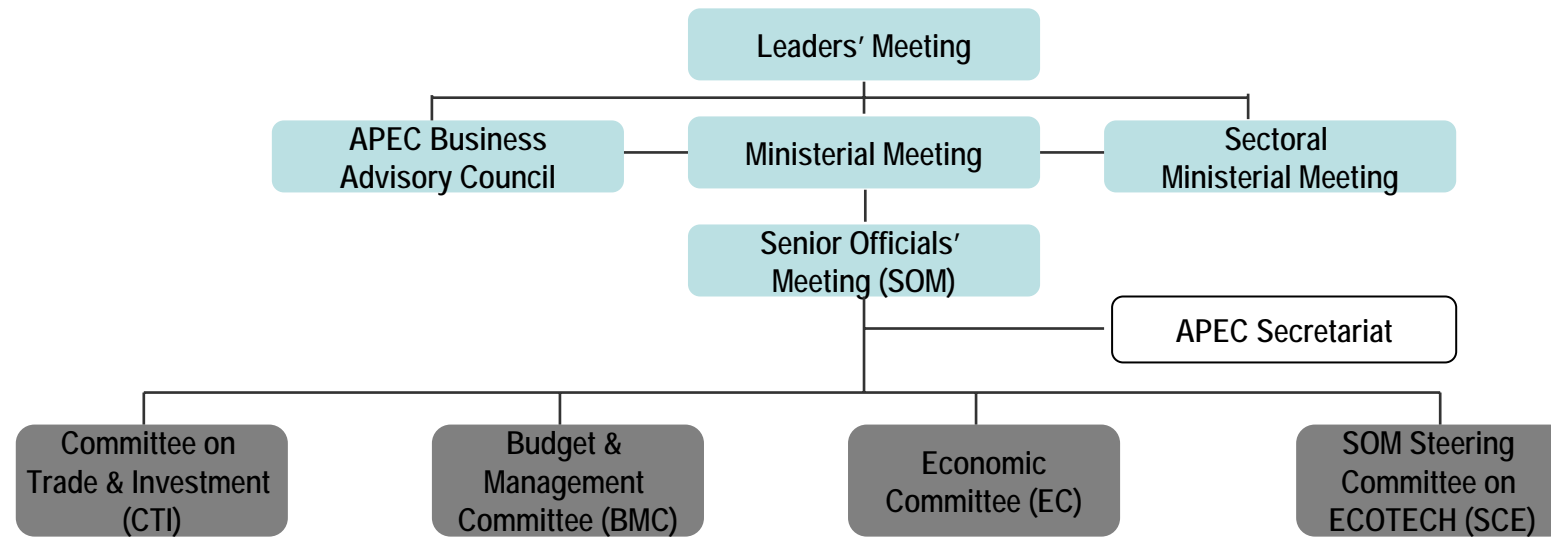 Leaders’ Meeting
APEC Business
Advisory Council
Ministerial Meeting
Sectoral
Ministerial Meeting
Senior Officials’
Meeting (SOM)
APEC Secretariat
Committee on
Trade & Investment
(CTI)
Budget &
Management
Committee (BMC)
Economic
Committee (EC)
SOM Steering
Committee on
ECOTECH (SCE)